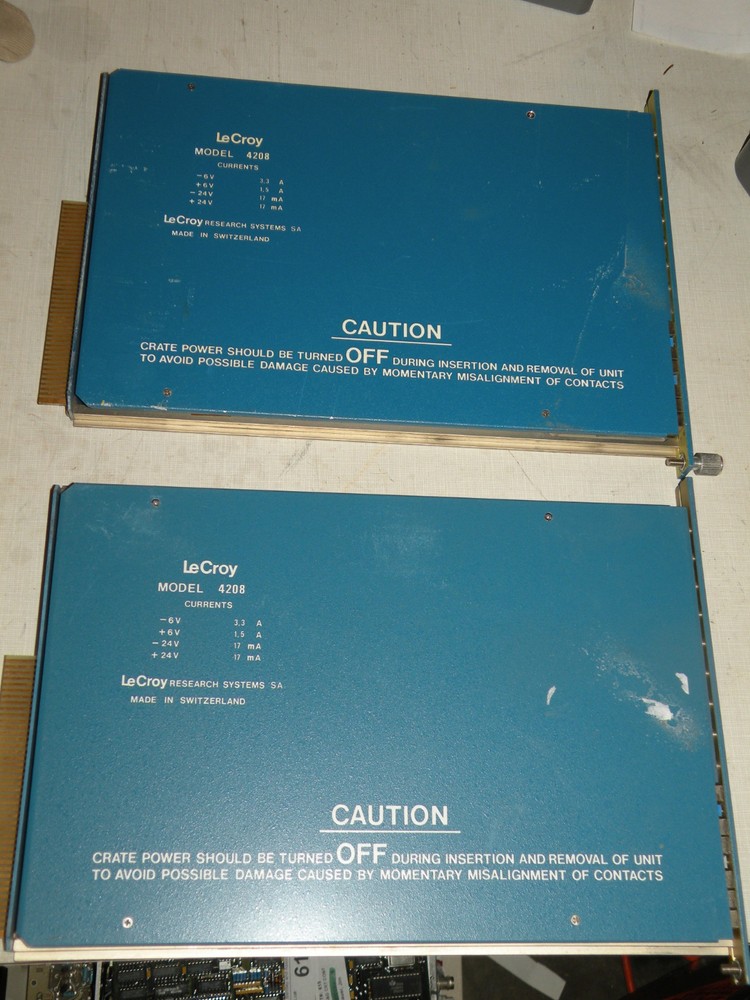 LeCroy
MODEL 4208
CURRENTS
-6V 3,3 A
+6V 1,5 A
-24V 17 mA
+24V 17 mA
LeCroy RESEARCH SYSTEMS SA
MADE IN SWITZERLAND
CAUTION
CRATE POWER SHOULD BE TURNED OFF DURING INSERTION AND REMOVAL OF UNIT
TO AVOID POSSIBLE DAMAGE CAUSED BY MOMENTARY MISALIGNMENT OF CONTACTS
LeCroy
MODEL 4208
CURRENTS
-6V 3,3 A
+6V 1,5 A
-24V 17 mA
+24V 17 mA
LeCroy RESEARCH SYSTEMS SA
MADE IN SWITZERLAND
CAUTION
CRATE POWER SHOULD BE TURNED OFF DURING INSERTION AND REMOVAL OF UNIT
TO AVOID POSSIBLE DAMAGE CAUSED BY MOMENTARY MISALIGNMENT OF CONTACTS
61